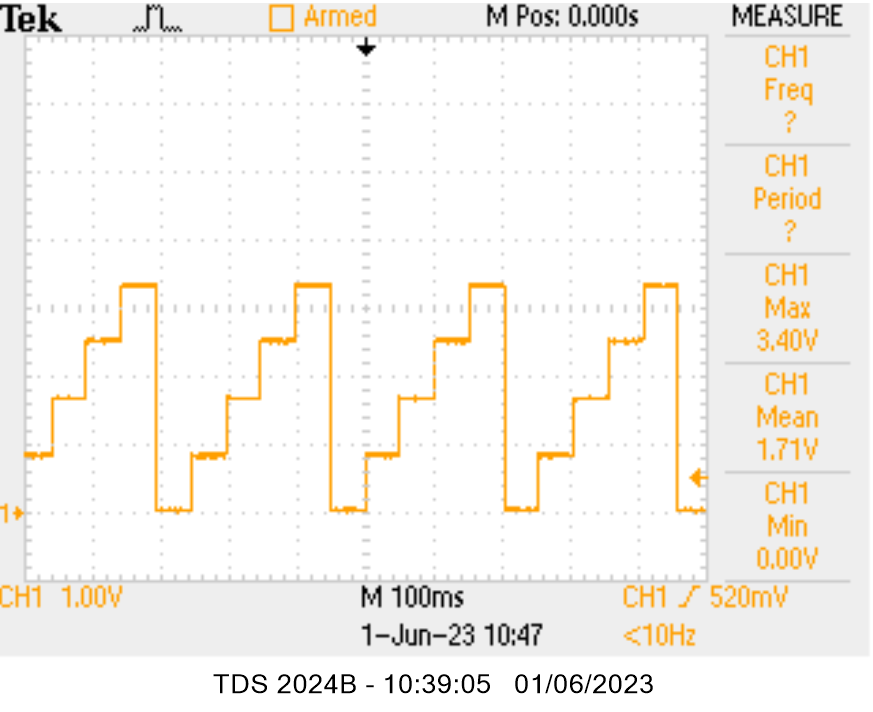 Tek Armed M Pos: 0.000s MEASURE
CH1
Freq
?
CH1
Period
?
CH1
Max
3.40V
CH1
Mean
1.71V
CH1
Min
0.00V
1
CH1 1.00V M 100ms CH1 520mV
1-Jun-23 10:47 <10Hz
TDS 2024B - 10:39:05 01/06/2023